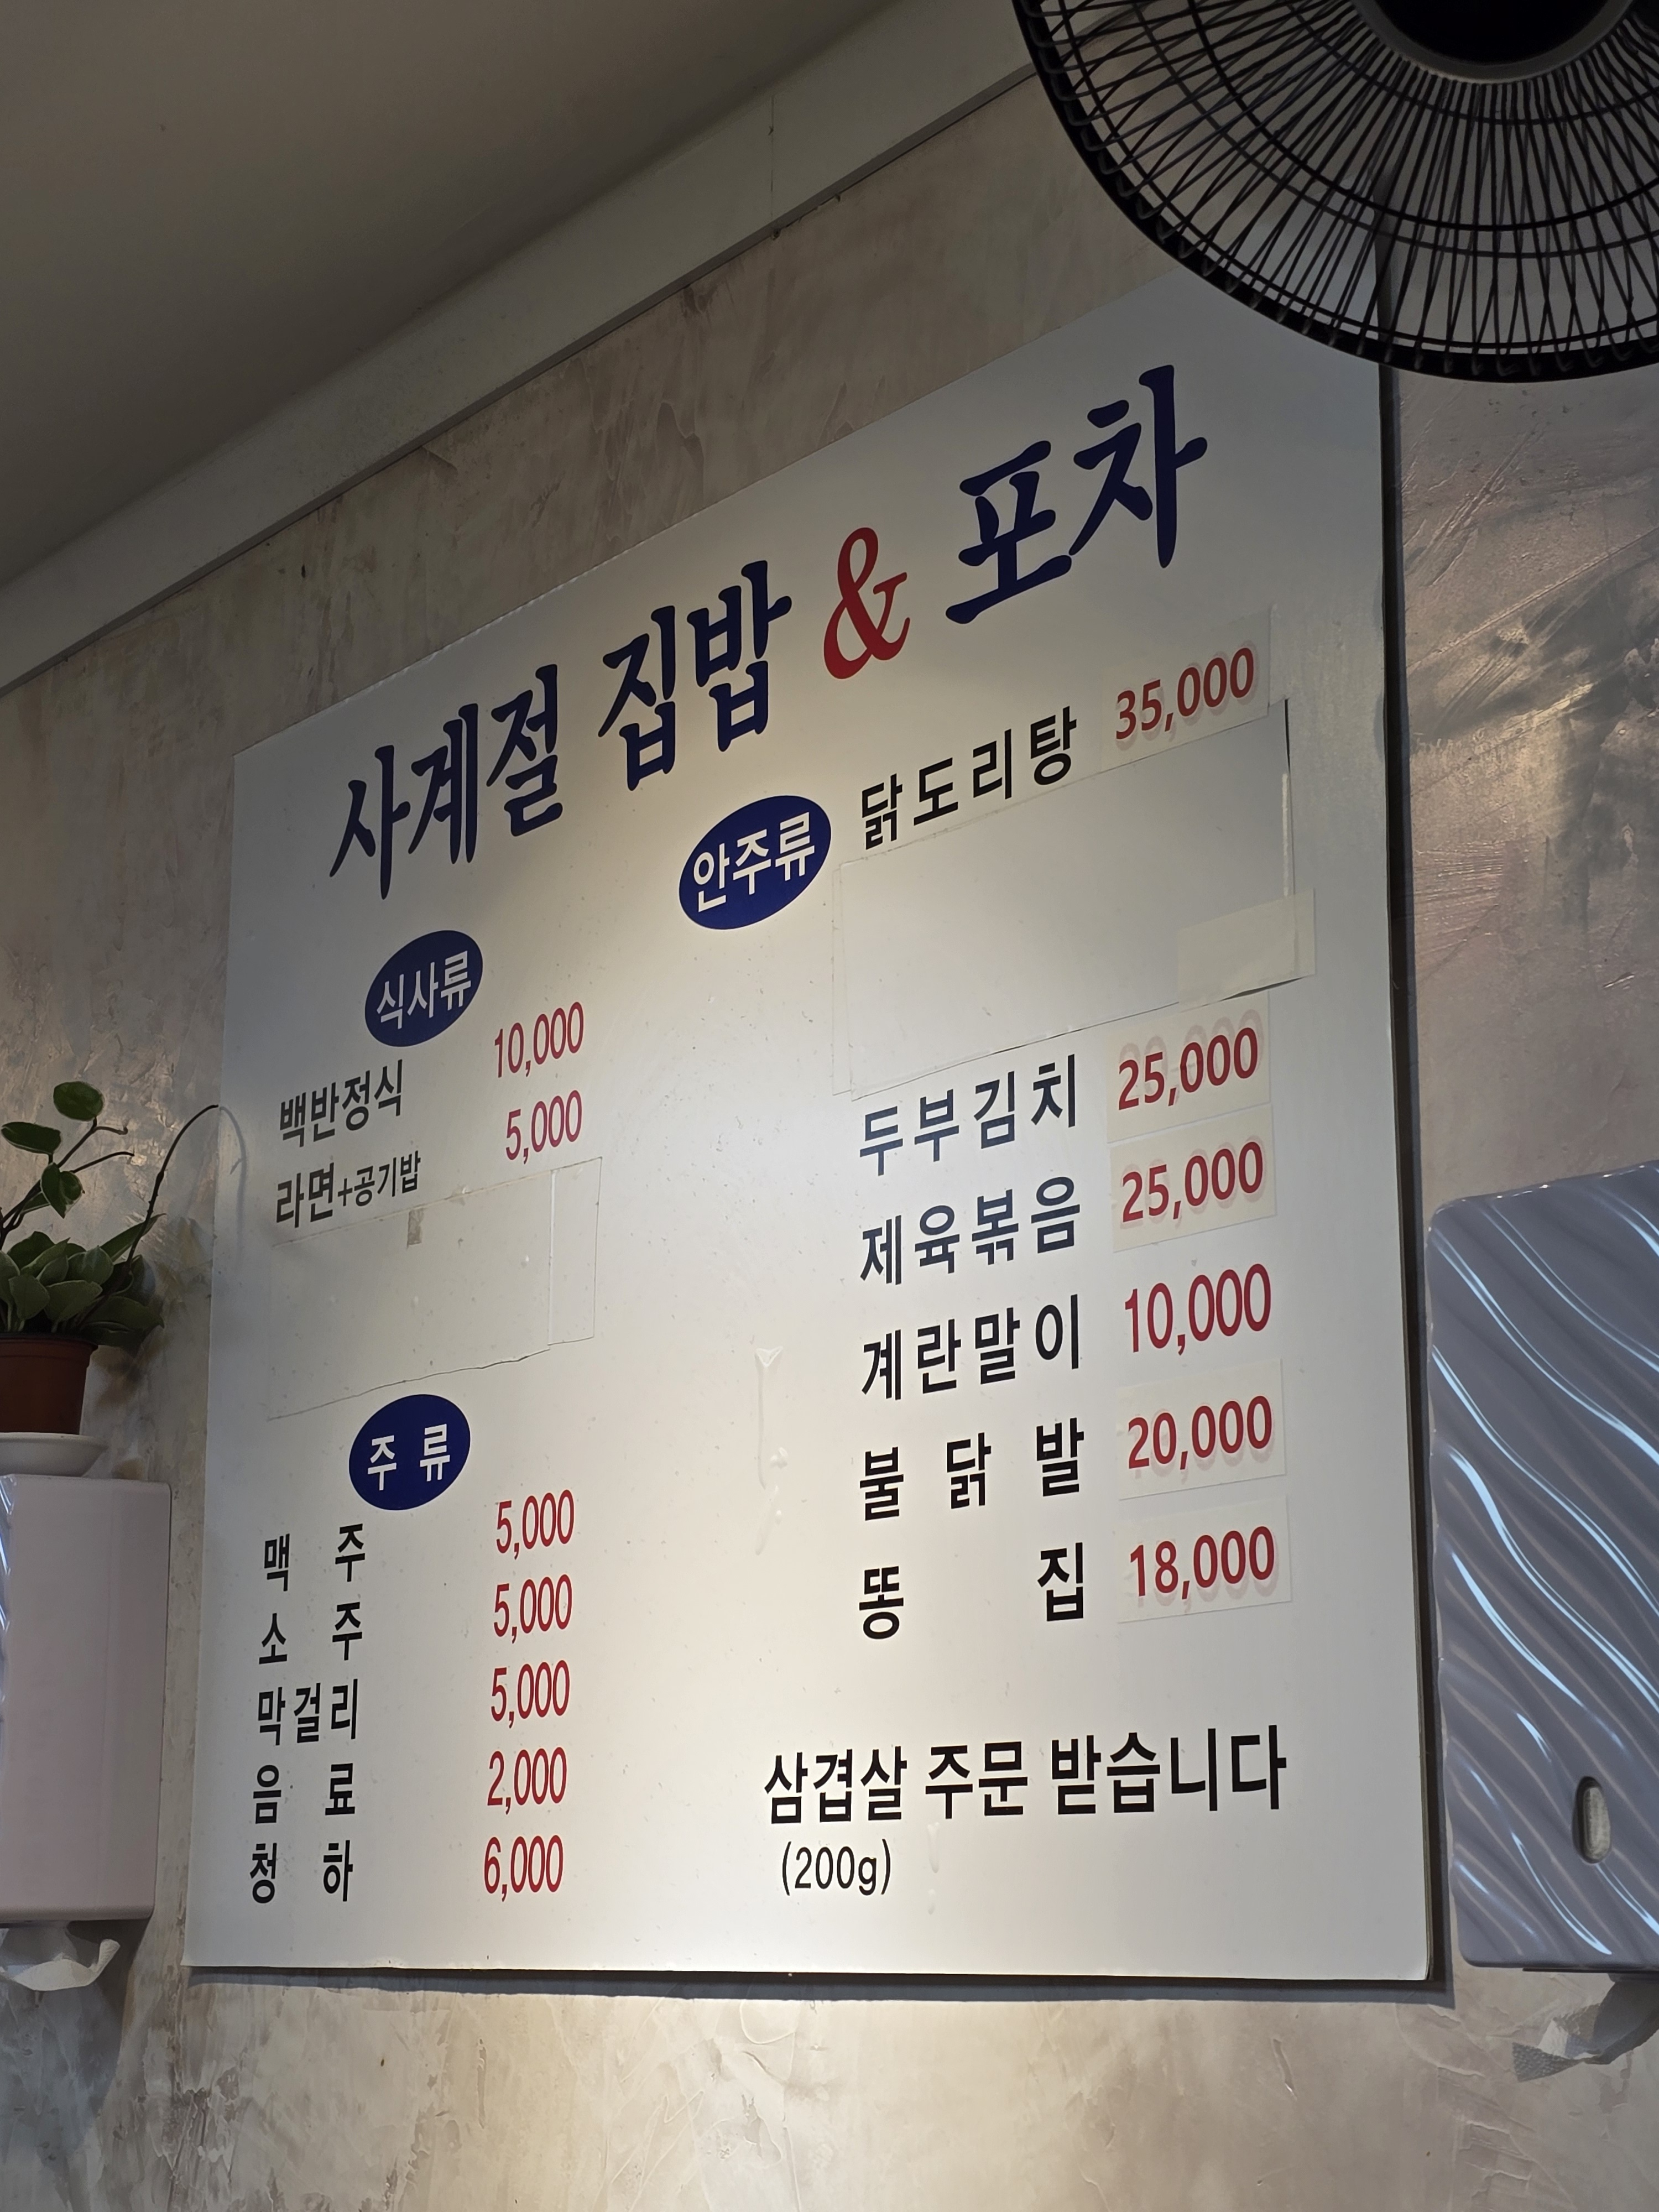 사계절 집밥 & 포차
식사류
백반정식 10,000
라면+공기밥 5,000
주 류
맥 주 5,000
소 주 5,000
막걸리 5,000
음 료 2,000
청 하 6,000
안주류
닭도리탕 35,000
두부김치 25,000
제육볶음 25,000
계란말이 10,000
불 닭 발 20,000
똥 집 18,000
삼겹살 주문 받습니다
(200g)